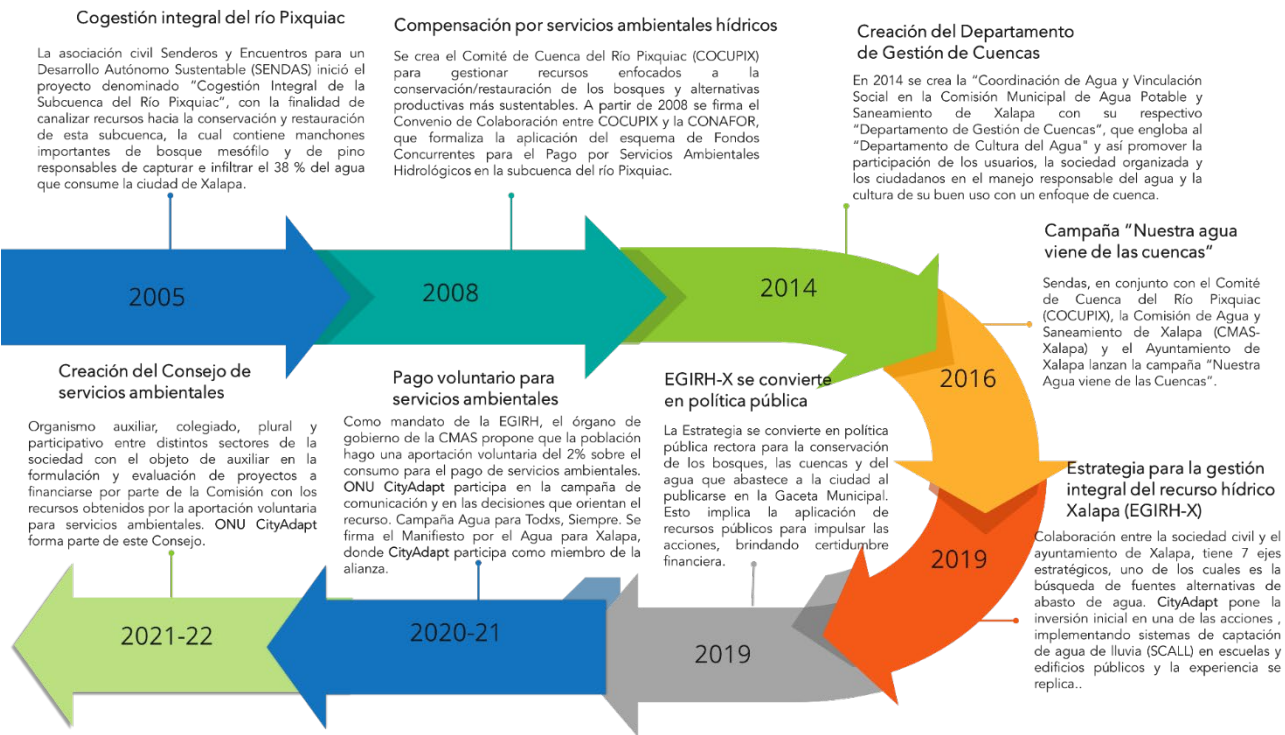 Cogestión integral del río Pixquiac
La asociación civil Senderos y Encuentros para un
Desarrollo Autónomo Sustentable (SENDAS) inició el
proyecto denominado “Cogestión Integral de la
Subcuenca del Río Pixquiac”, con la finalidad de
canalizar recursos hacia la conservación y restauración
de esta subcuenca, la cual contiene manchones
importantes de bosque mesófilo y de pino
responsables de capturar e infiltrar el 38 % del agua
que consume la ciudad de Xalapa.
2005
Compensación por servicios ambientales hídricos
Se crea el Comité de Cuenca del Río Pixquiac (COCUPIX)
para gestionar recursos enfocados a la
conservación/restauración de los bosques y alternativas
productivas más sustentables. A partir de 2008 se firma el
Convenio de Colaboración entre COCUPIX y la CONAFOR,
que formaliza la aplicación del esquema de Fondos
Concurrentes para el Pago por Servicios Ambientales
Hidrológicos en la subcuenca del río Pixquiac.
2008
Creación del Departamento
de Gestión de Cuencas
En 2014 se crea la “Coordinación de Agua y Vinculación
Social en la Comisión Municipal de Agua Potable y
Saneamiento de Xalapa con su respectivo
“Departamento de Gestión de Cuencas”, que engloba al
“Departamento de Cultura del Agua" y así promover la
participación de los usuarios, la sociedad organizada y
los ciudadanos en el manejo responsable del agua y la
cultura de su buen uso con un enfoque de cuenca.
2014
Campaña “Nuestra agua
viene de las cuencas”
Sendas, en conjunto con el Comité
de Cuenca del Río Pixquiac
(COCUPIX), la Comisión de Agua y
Saneamiento de Xalapa (CMAS-
Xalapa) y el Ayuntamiento de
Xalapa lanzan la campaña “Nuestra
Agua viene de las Cuencas”.
2016
Estrategia para la gestión
integral del recurso hídrico
Xalapa (EGIRH-X)
Colaboración entre la sociedad civil y el
ayuntamiento de Xalapa, tiene 7 ejes
estratégicos, uno de los cuales es la
búsqueda de fuentes alternativas de
abasto de agua. CityAdapt pone la
inversión inicial en una de las acciones ,
implementando sistemas de captación
de agua de lluvia (SCALL) en escuelas y
edificios públicos y la experiencia se
replica..
2019
EGIRH-X se convierte
en política pública
La Estrategia se convierte en política
pública rectora para la conservación
de los bosques, las cuencas y del
agua que abastece a la ciudad al
publicarse en la Gaceta Municipal.
Esto implica la aplicación de
recursos públicos para impulsar las
acciones, brindando certidumbre
financiera.
2019
Pago voluntario para
servicios ambientales
Como mandato de la EGIRH, el órgano de
gobierno de la CMAS propone que la población
hago una aportación voluntaria del 2% sobre el
consumo para el pago de servicios ambientales.
ONU CityAdapt participa en la campaña de
comunicación y en las decisiones que orientan el
recurso. Campaña Agua para Todxs, Siempre. Se
firma el Manifiesto por el Agua para Xalapa,
donde CityAdapt participa como miembro de la
alianza.
2020-21
Creación del Consejo de
servicios ambientales
Organismo auxiliar, colegiado, plural y
participativo entre distintos sectores de la
sociedad con el objeto de auxiliar en la
formulación y evaluación de proyectos a
financiarse por parte de la Comisión con los
recursos obtenidos por la aportación voluntaria
para servicios ambientales. ONU CityAdapt
forma parte de este Consejo.
2021-22